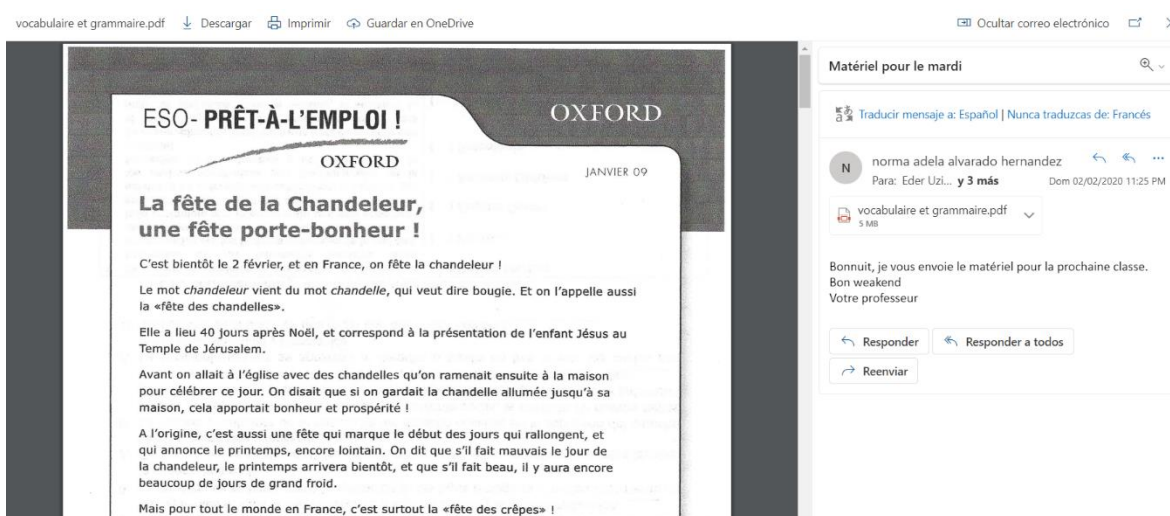 vocabulaire et grammaire.pdf Descargar Imprimir Guardar en OneDrive Ocultar correo electrónico
ESO- PRÊT-À-L'EMPLOI !
OXFORD
OXFORD
JANVIER 09
La fête de la Chandeleur,
une fête porte-bonheur !
C'est bientôt le 2 février, et en France, on fête la chandeleur !
Le mot chandeleur vient du mot chandelle, qui veut dire bougie. Et on l'appelle aussi
la «fête des chandelles».
Elle a lieu 40 jours après Noël, et correspond à la présentation de l'enfant Jésus au
Temple de Jérusalem.
Avant on allait à l'église avec des chandelles qu'on ramenait ensuite à la maison
pour célébrer ce jour. On disait que si on gardait la chandelle allumée jusqu'à sa
maison, cela apportait bonheur et prospérité !
A l'origine, c'est aussi une fête qui marque le début des jours qui rallongent, et
qui annonce le printemps, encore lointain. On dit que s'il fait mauvais le jour de
la chandeleur, le printemps arrivera bientôt, et que s'il fait beau, il y aura encore
beaucoup de jours de grand froid.
Mais pour tout le monde en France, c'est surtout la «fête des crêpes» !
Matériel pour le mardi
Traducir mensaje a: Español | Nunca traduzcas de: Francés
N
norma adela alvarado hernandez
Para: Eder Uzi... y 3 más Dom 02/02/2020 11:25 PM
vocabulaire et grammaire.pdf
5 MB
Bonnuit, je vous envoie le matériel pour la prochaine classe.
Bon weakend
Votre professeur
Responder Responder a todos
Reenviar